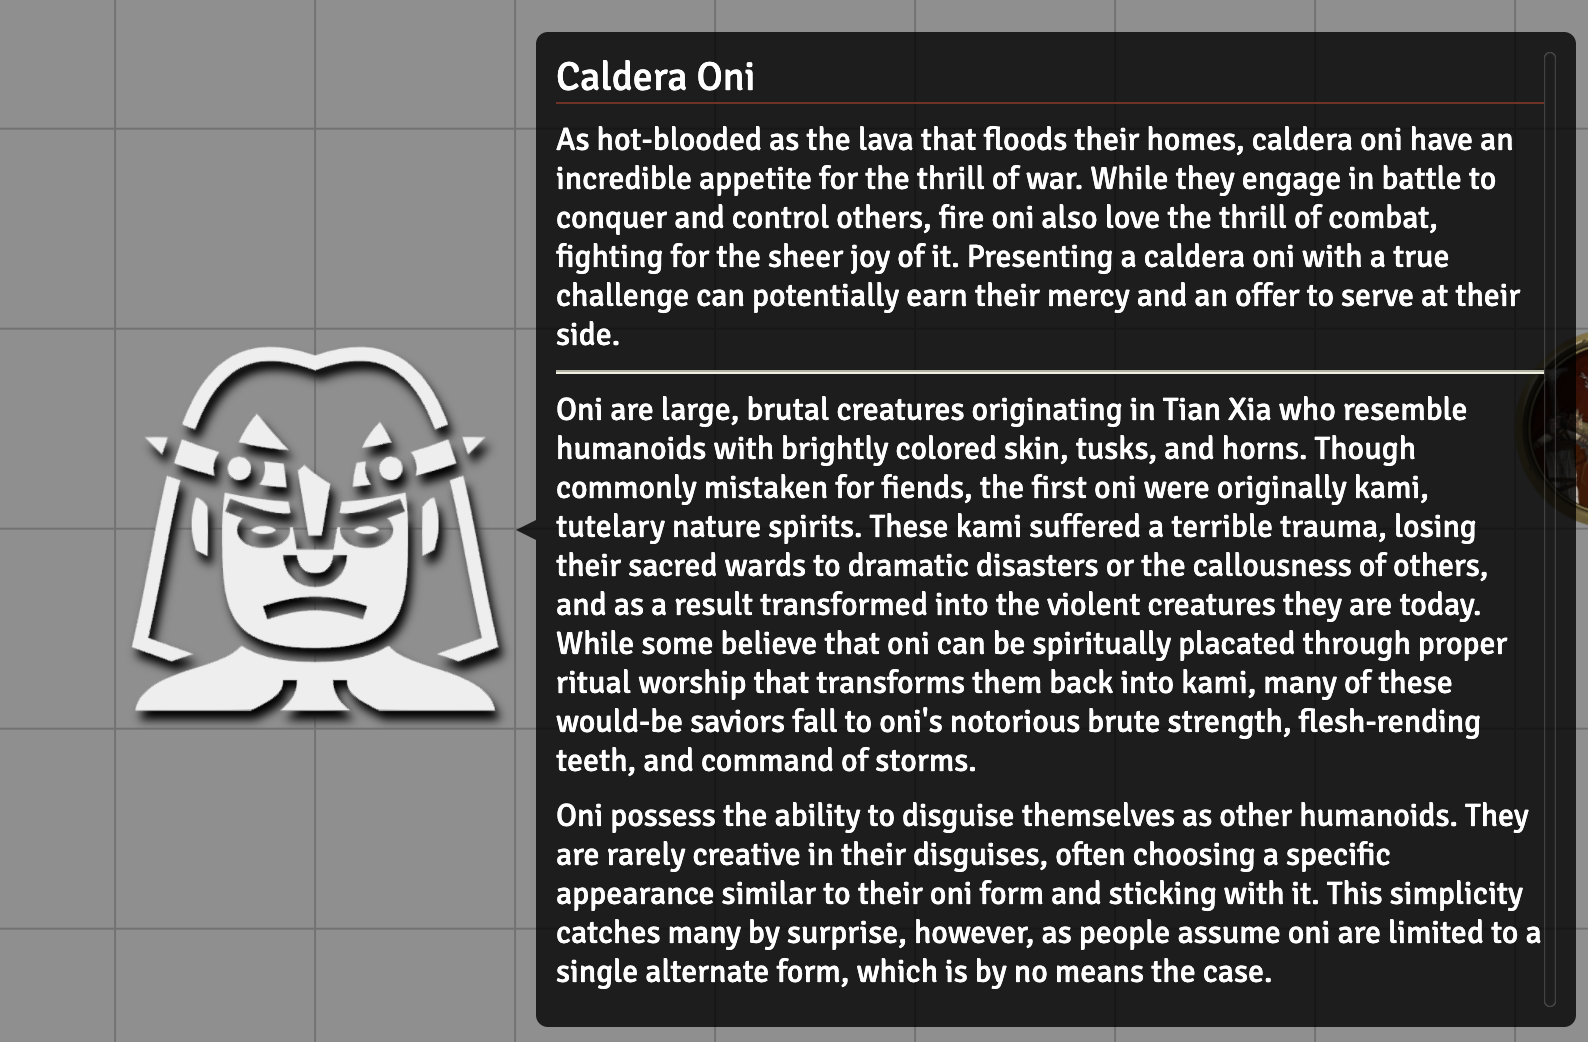 Caldera Oni
As hot-blooded as the lava that floods their homes, caldera oni have an
incredible appetite for the thrill of war. While they engage in battle to
conquer and control others, fire oni also love the thrill of combat,
fighting for the sheer joy of it. Presenting a caldera oni with a true
challenge can potentially earn their mercy and an offer to serve at their
side.
Oni are large, brutal creatures originating in Tian Xia who resemble
humanoids with brightly colored skin, tusks, and horns. Though
commonly mistaken for fiends, the first oni were originally kami,
tutelary nature spirits. These kami suffered a terrible trauma, losing
their sacred wards to dramatic disasters or the callousness of others,
and as a result transformed into the violent creatures they are today.
While some believe that oni can be spiritually placated through proper
ritual worship that transforms them back into kami, many of these
would-be saviors fall to oni's notorious brute strength, flesh-rending
teeth, and command of storms.
Oni possess the ability to disguise themselves as other humanoids. They
are rarely creative in their disguises, often choosing a specific
appearance similar to their oni form and sticking with it. This simplicity
catches many by surprise, however, as people assume oni are limited to a
single alternate form, which is by no means the case.